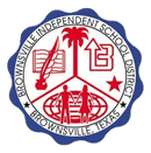 BROWNSVILLE INDEPENDENT SCHOOL DISTRICT
BROWNSVILLE, TEXAS